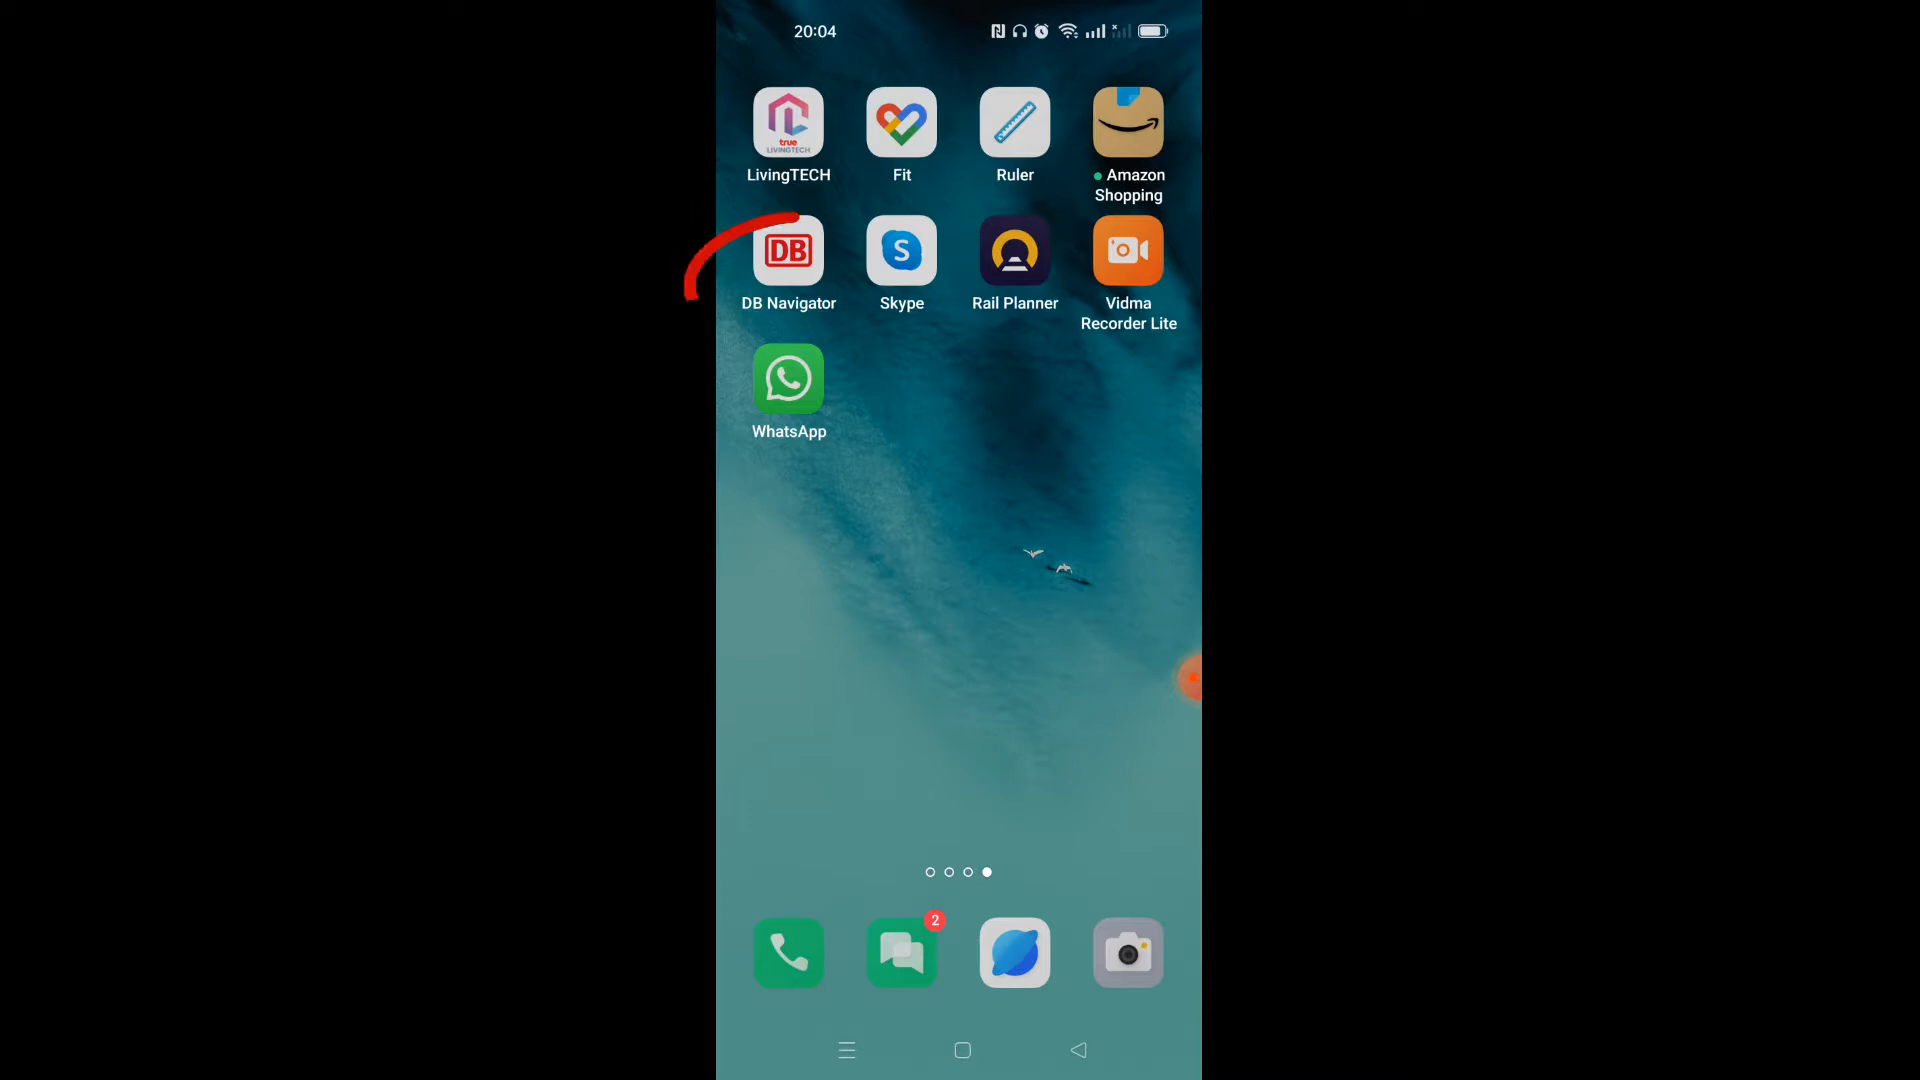 20:04
true
LIVINGTECH
LivingTECH
Fit
Ruler
Amazon
Shopping
DB
DB Navigator
S
Skype
Rail Planner
Vidma
Recorder Lite
WhatsApp
2